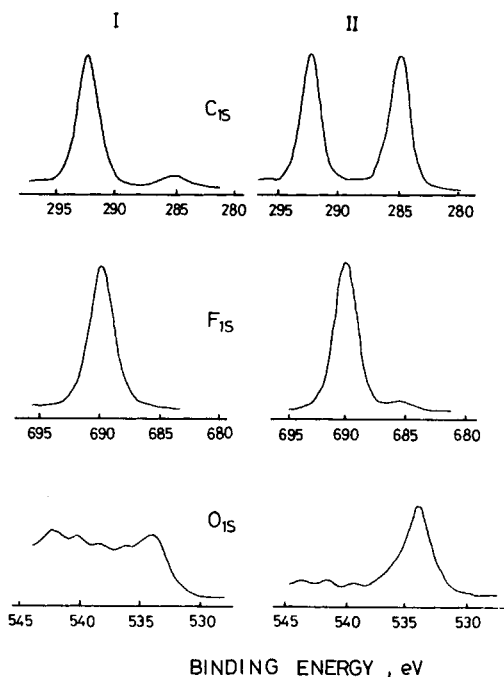 I II
C1S
295 290 285 280 295 290 285 280
F1S
695 690 685 680 695 690 685 680
O1S
545 540 535 530 545 540 535 530
BINDING ENERGY , eV